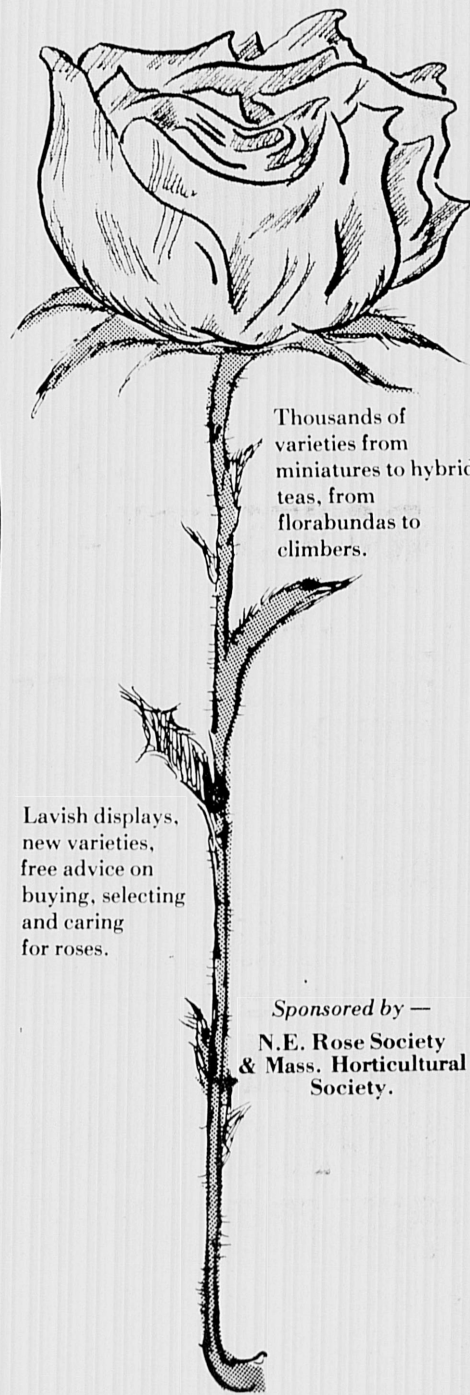 Thousands of
varieties from
miniatures to hybrid
teas, from
florabundas to
climbers.
Lavish displays,
new varieties,
free advice on
buying, selecting
and caring
for roses.
Sponsored by —
N.E. Rose Society
& Mass. Horticultural
Society.